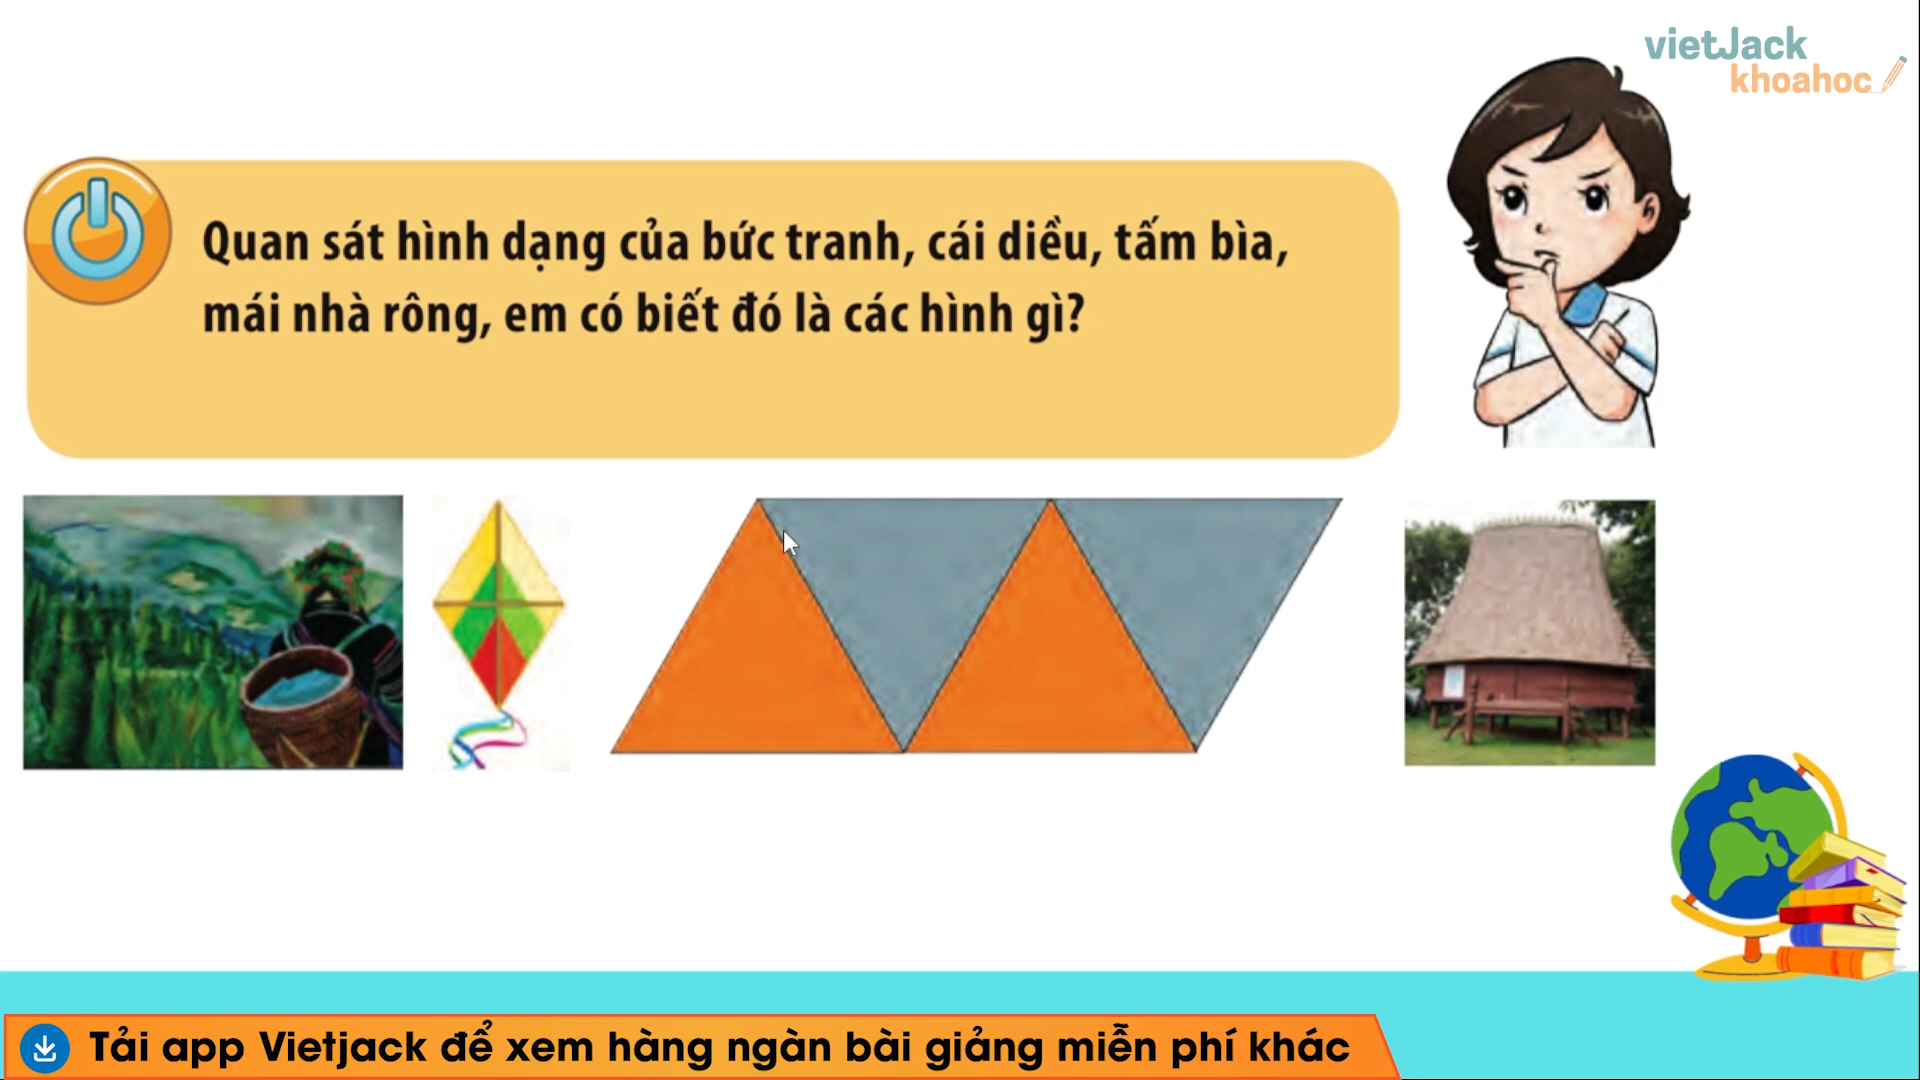 vietJack
khoahoc
Quan sát hình dạng của bức tranh, cái diều, tấm bìa,
mái nhà rông, em có biết đó là các hình gì?
Tải app Vietjack để xem hàng ngàn bài giảng miễn phí khác